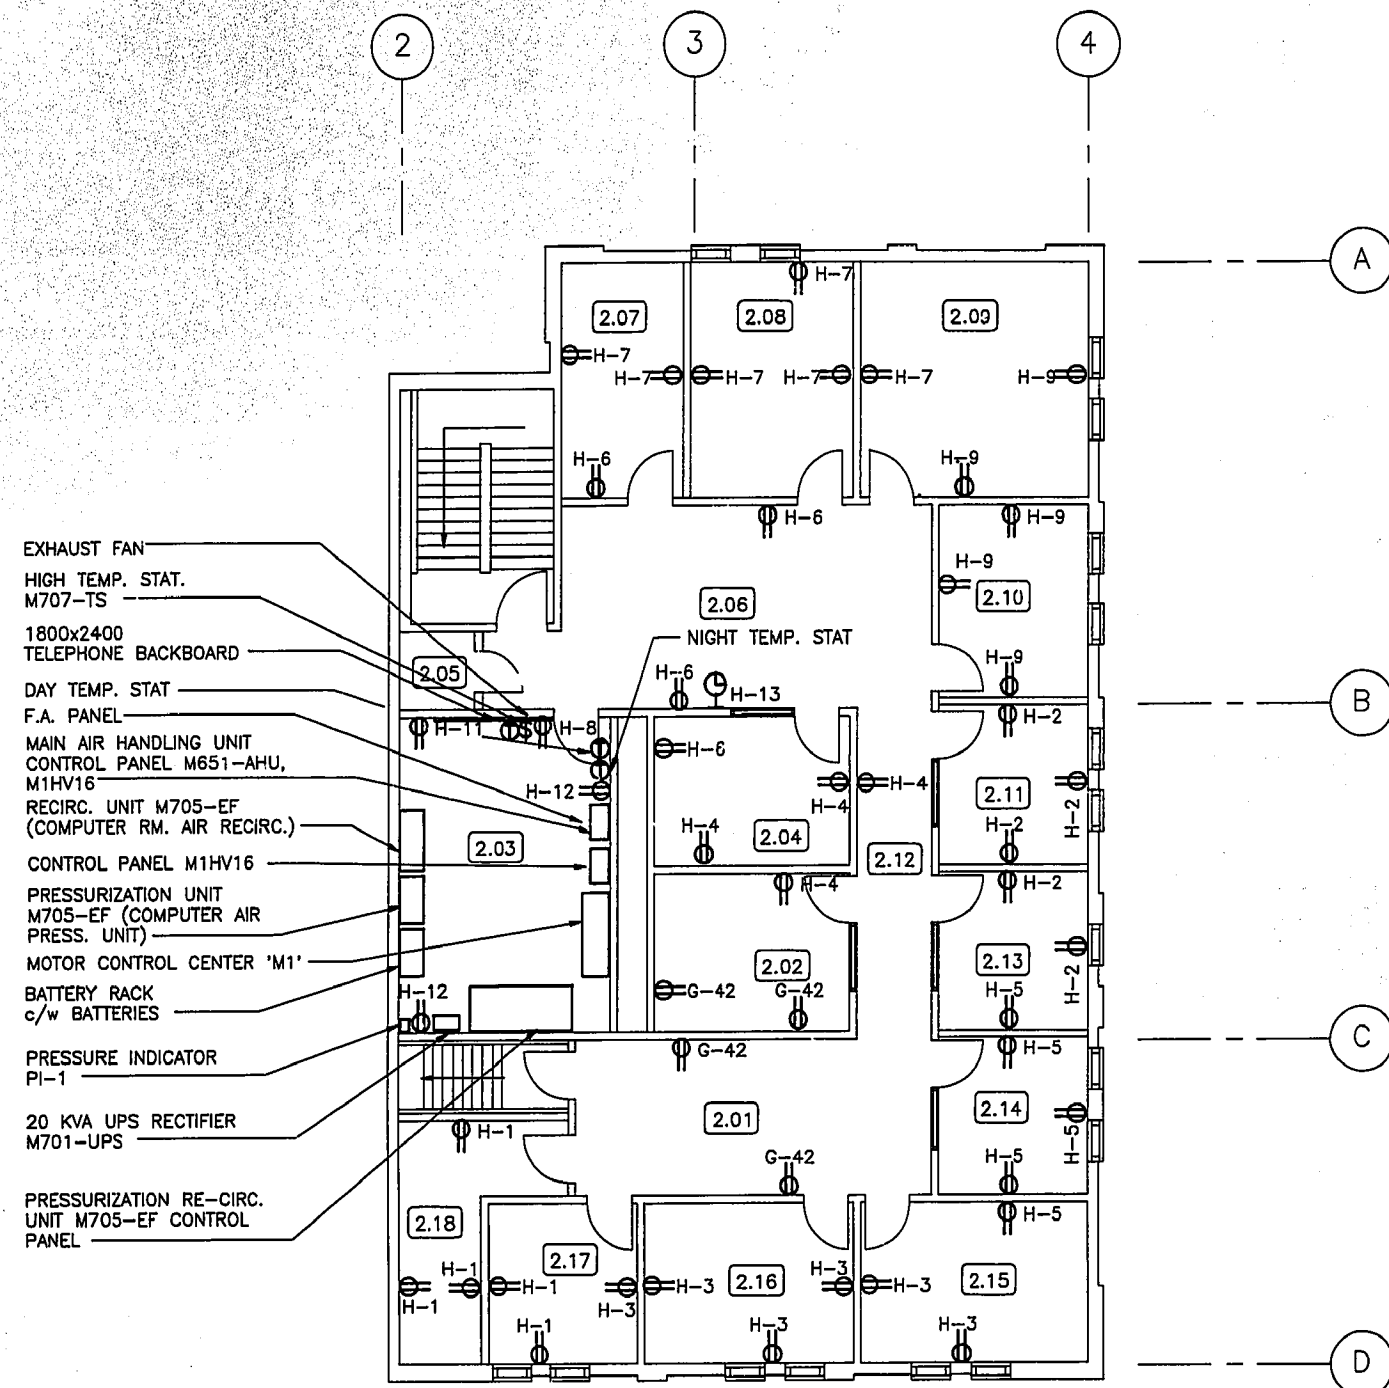 2
3
4
A
H-7
2.07
2.08
2.09
H-7
H-7
H-7
H-7
H-7
H-9
H-6
H-9
H-6
H-9
EXHAUST FAN
HIGH TEMP. STAT.
M707-TS
H-9
2.10
2.06
1800x2400
TELEPHONE BACKBOARD
NIGHT TEMP. STAT
2.05
H-6
H-9
DAY TEMP. STAT
H-13
B
F.A. PANEL
H-11
S
H-8
H-2
MAIN AIR HANDLING UNIT
CONTROL PANEL M651-AHU,
M1HV16
H-6
H-12
H-4
H-4
2.11
H-2
RECIRC. UNIT M705-EF
(COMPUTER RM. AIR RECIRC.)
2.03
H-4
2.04
H-2
2.12
CONTROL PANEL M1HV16
H-4
H-2
PRESSURIZATION UNIT
M705-EF (COMPUTER AIR
PRESS. UNIT)
MOTOR CONTROL CENTER 'M1'
2.02
2.13
H-2
BATTERY RACK
c/w BATTERIES
H-12
G-42
G-42
H-5
C
PRESSURE INDICATOR
PI-1
G-42
H-5
20 KVA UPS RECTIFIER
M701-UPS
H-1
2.01
2.14
H-5
G-42
H-5
PRESSURIZATION RE-CIRC.
UNIT M705-EF CONTROL
PANEL
2.18
H-5
2.17
2.16
2.15
H-1
H-1
H-1
H-3
H-3
H-3
H-3
H-1
H-3
H-3
D